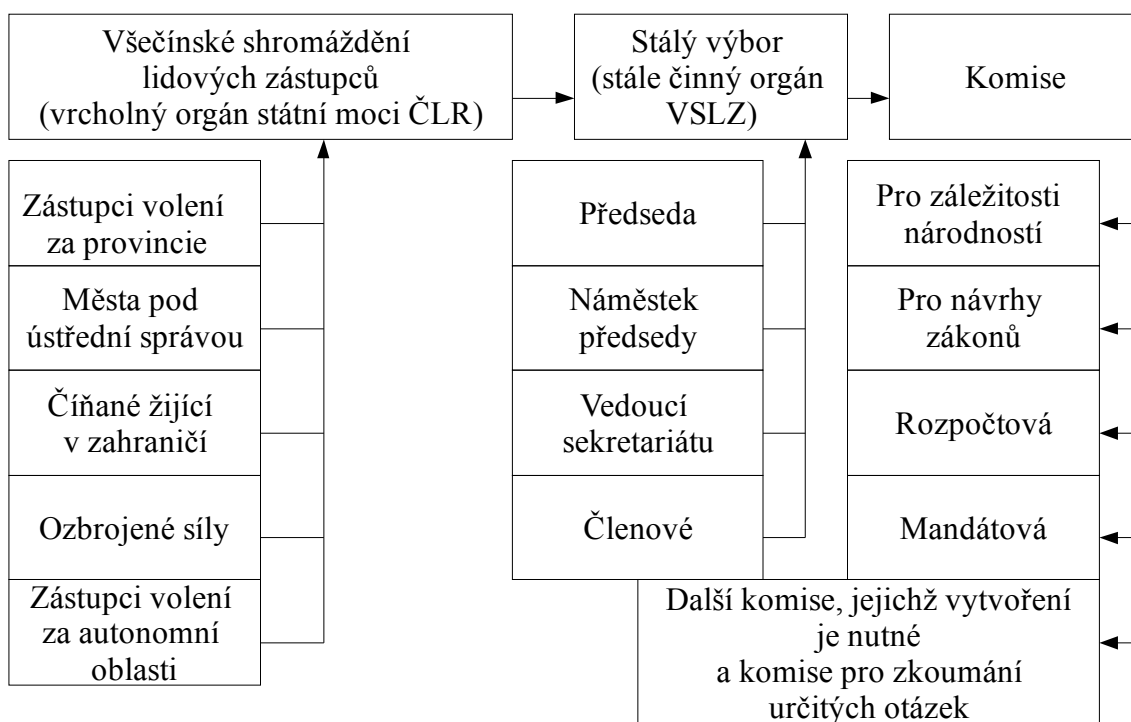 Všečínské shromáždění
lidových zástupců
(vrcholný orgán státní moci ČLR)
Stálý výbor
(stále činný orgán
VSLZ)
Komise
Zástupci volení
za provincie
Města pod
ústřední správou
Číňané žijící
v zahraničí
Ozbrojené síly
Zástupci volení
za autonomní
oblasti
Předseda
Náměstek
předsedy
Vedoucí
sekretariátu
Členové
Pro záležitosti
národností
Pro návrhy
zákonů
Rozpočtová
Mandátová
Další komise, jejichž vytvoření
je nutné
a komise pro zkoumání
určitých otázek